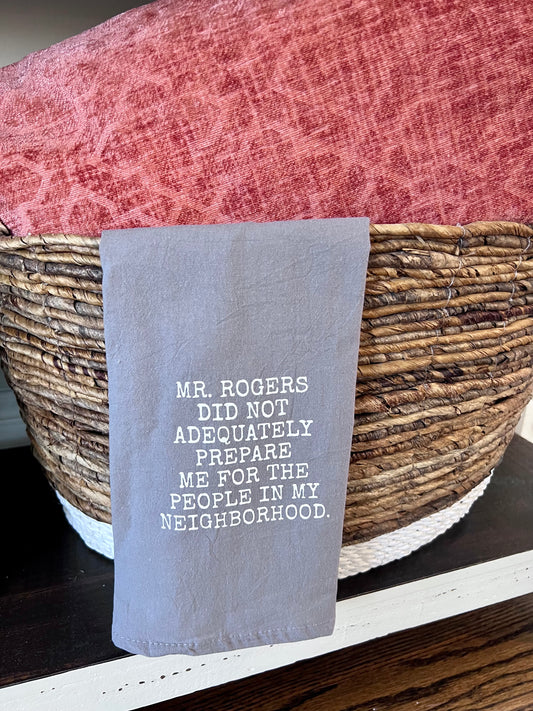 MR. ROGERS
DID NOT
ADEQUATELY
PREPARE
ME FOR THE
PEOPLE IN MY
NEIGHBORHOOD.